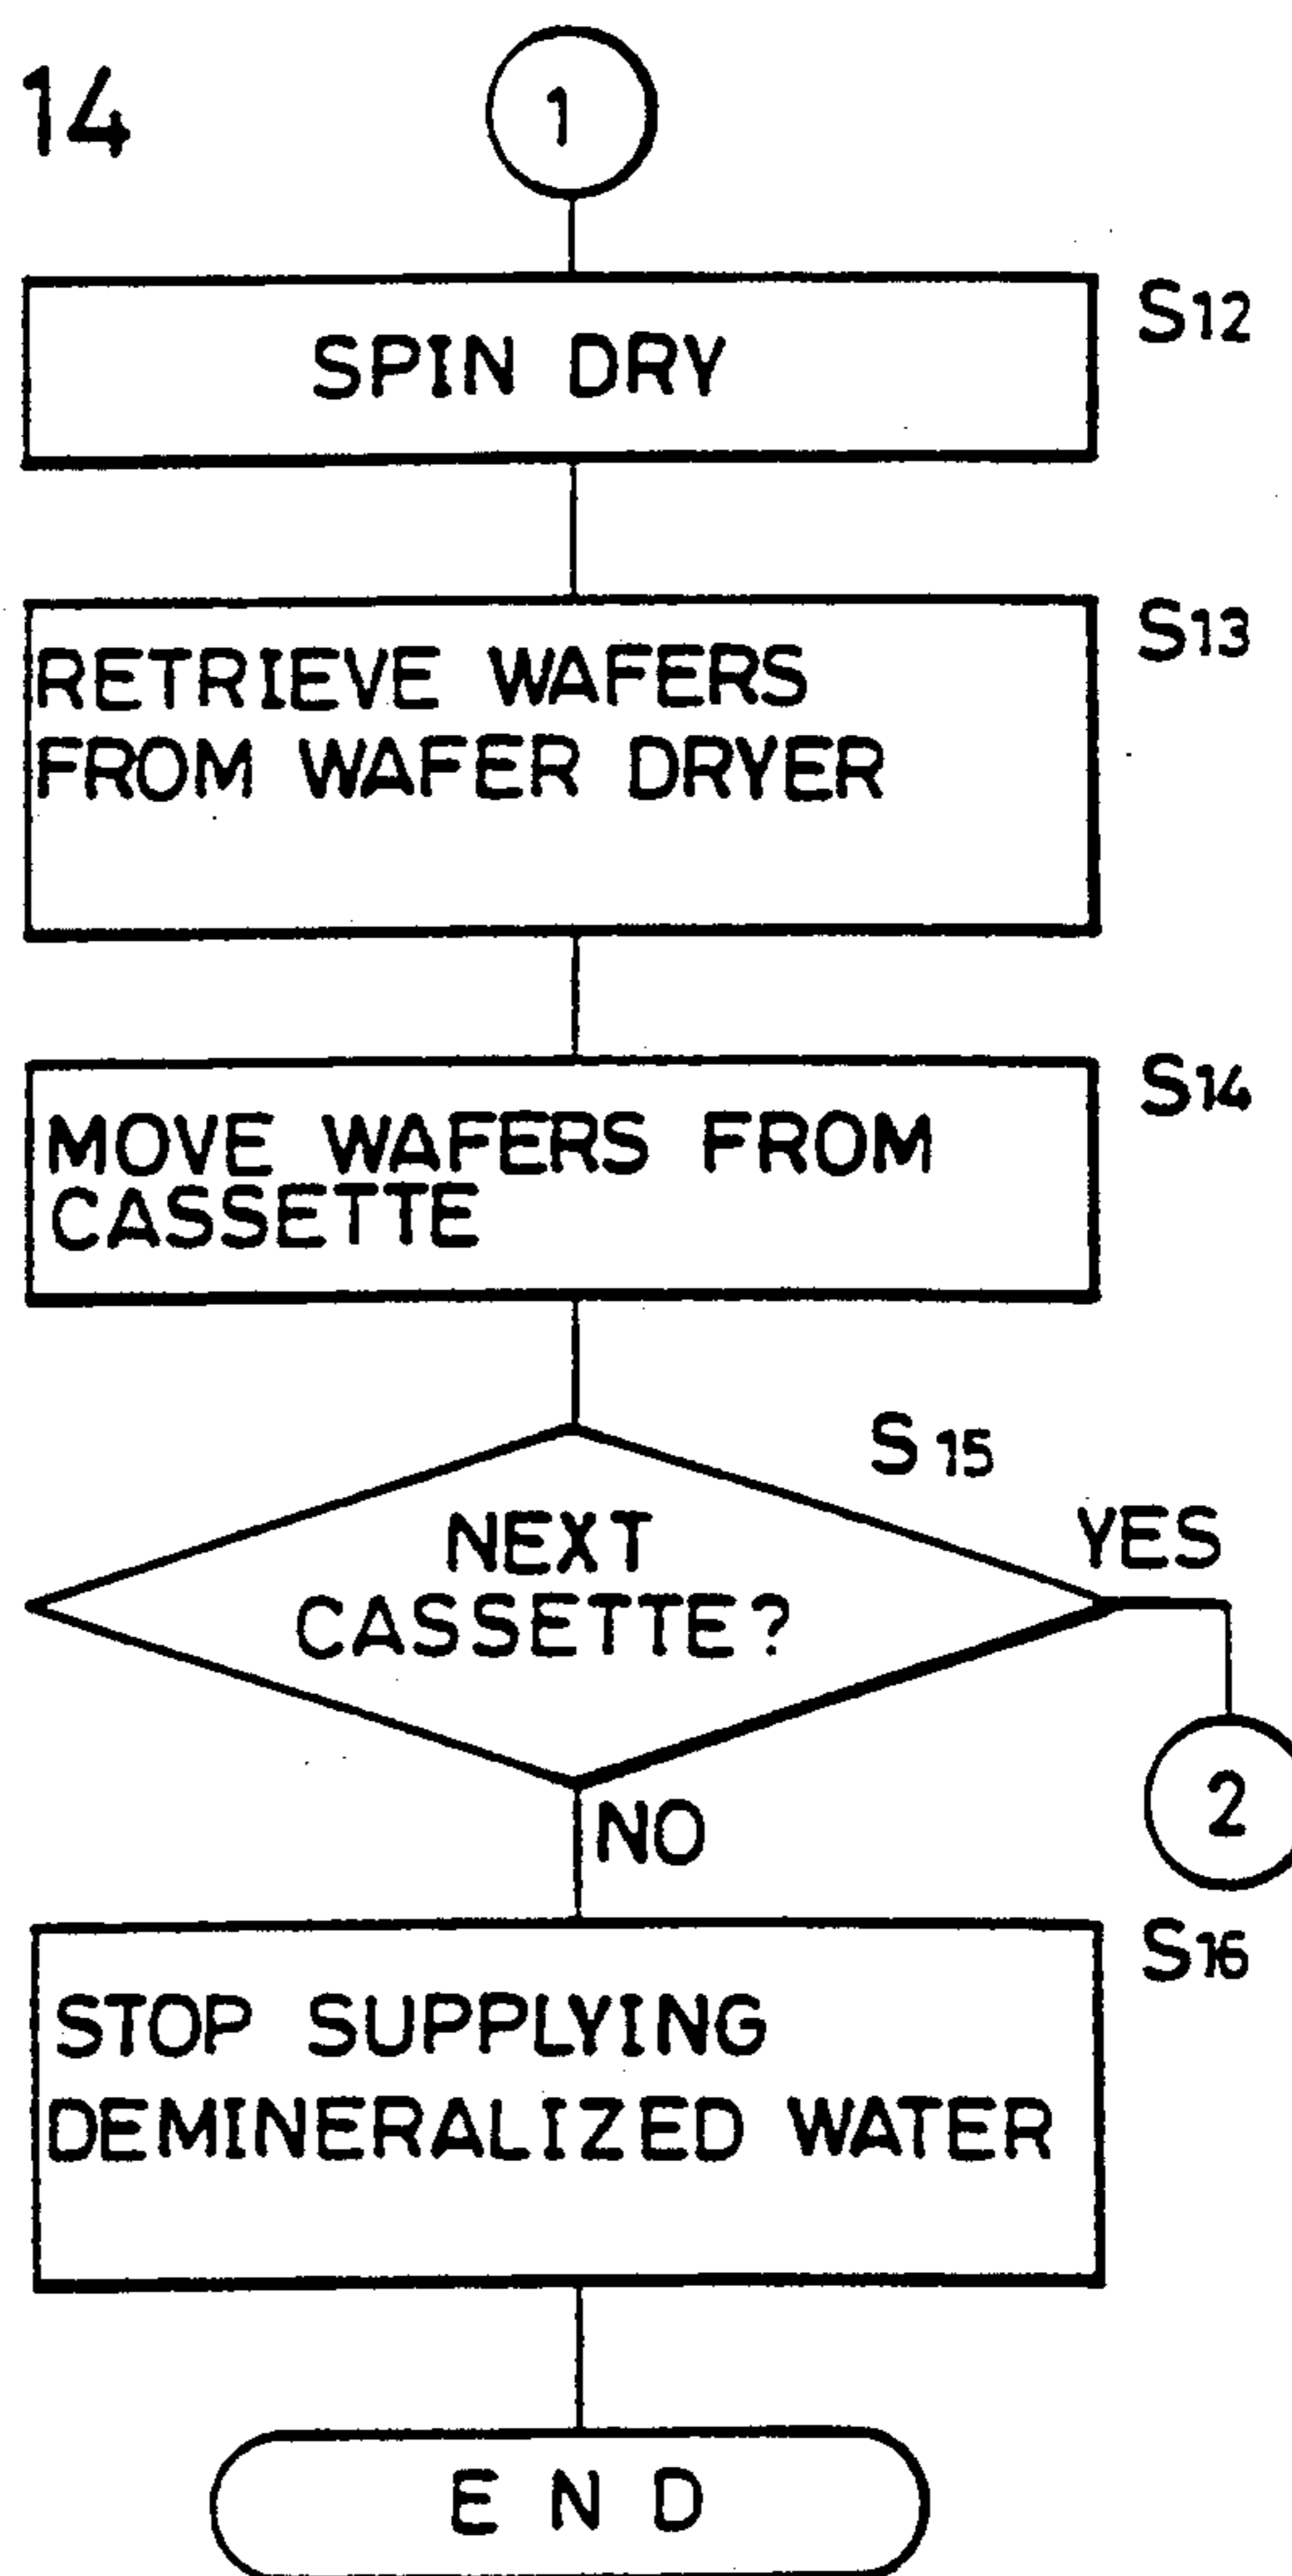 14
1
SPIN DRY
S12
RETRIEVE WAFERS
FROM WAFER DRYER
S13
MOVE WAFERS FROM
CASSETTE
S14
NEXT
CASSETTE?
S15
YES
2
NO
STOP SUPPLYING
DEMINERALIZED WATER
S16
END